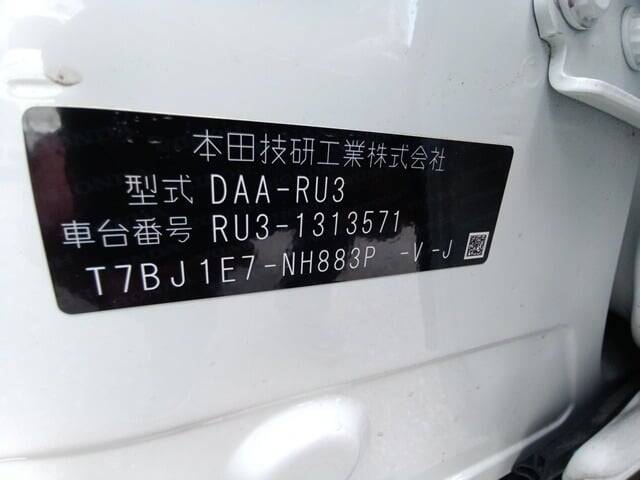 本田技研工業株式会社
型式 DAA-RU3
車台番号 RU3-1313571
T7BJ1E7-NH883P -V-J